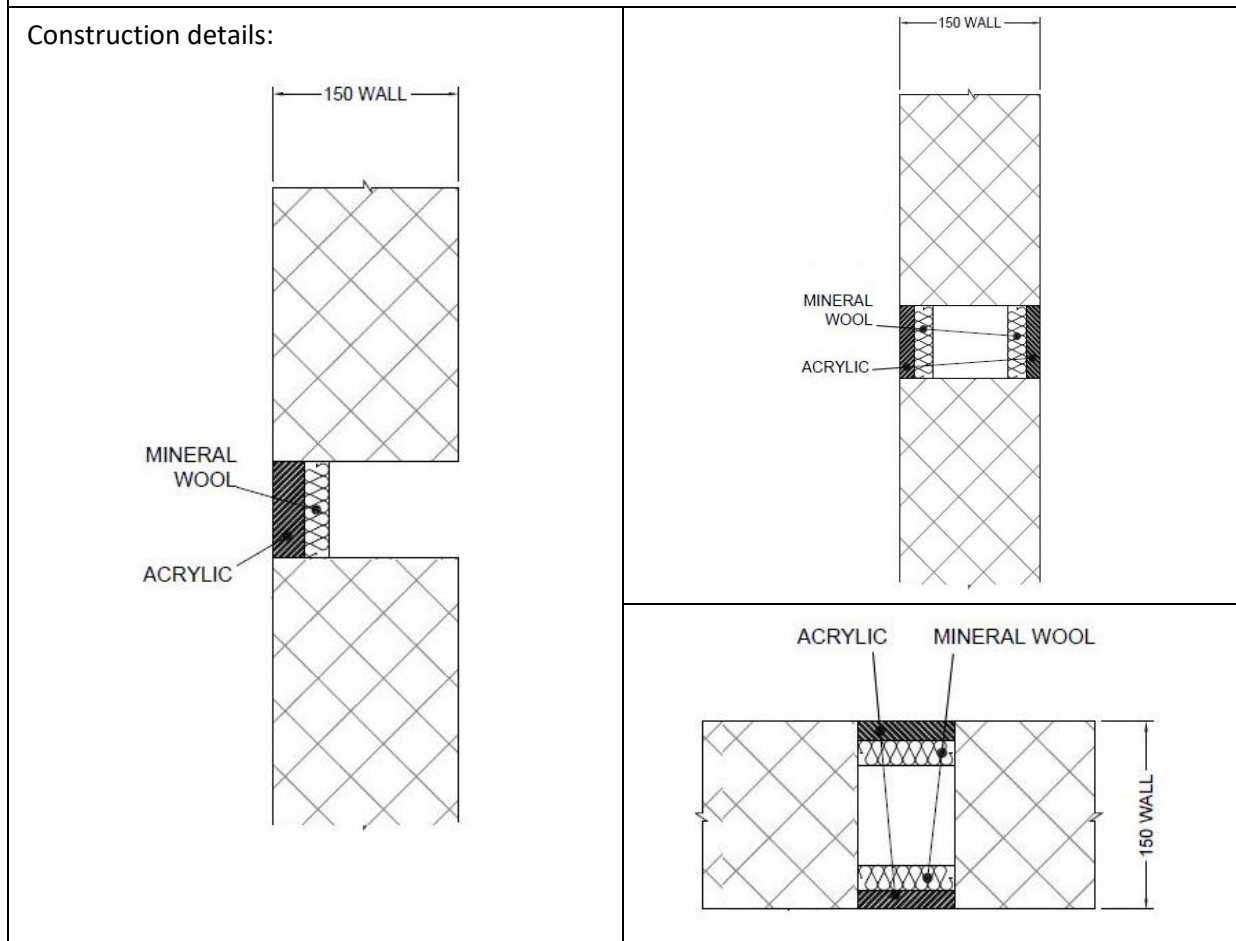 Construction details:
150 WALL
MINERAL
WOOL
ACRYLIC
150 WALL
MINERAL
WOOL
ACRYLIC
ACRYLIC MINERAL WOOL
150 WALL